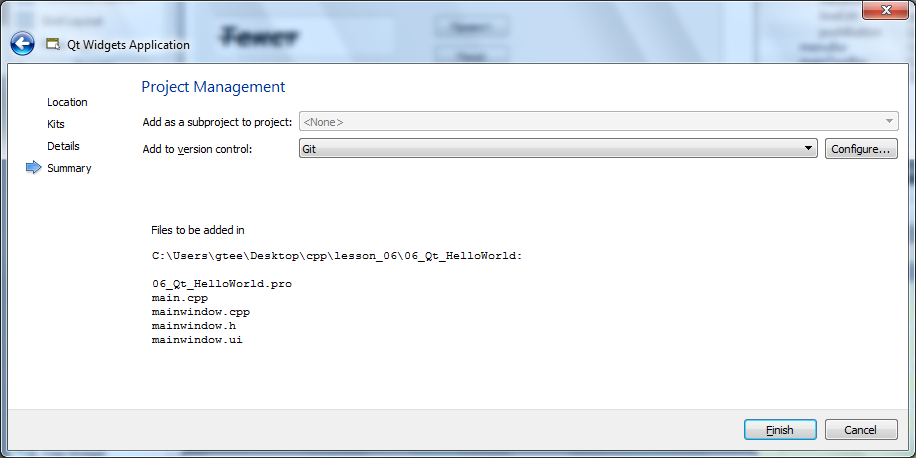 Qt Widgets Application
Location
Kits
Details
Summary
Project Management
Add as a subproject to project: <None>
Add to version control: Git Configure...
Files to be added in
C:\Users\gtee\Desktop\cpp\lesson_06\06_Qt_HelloWorld:
06_Qt_HelloWorld.pro
main.cpp
mainwindow.cpp
mainwindow.h
mainwindow.ui
Finish Cancel